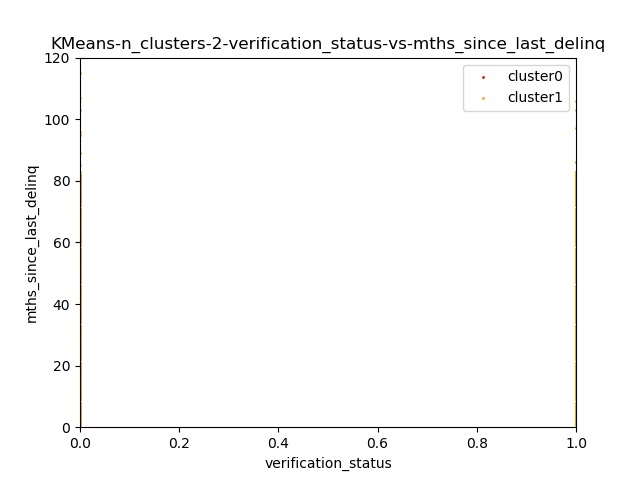 KMeans-n_clusters-2-verification_status-vs-mths_since_last_delinq
cluster0
cluster1
mths_since_last_delinq
120
100
80
60
40
20
0
0.0 0.2 0.4 0.6 0.8 1.0
verification_status